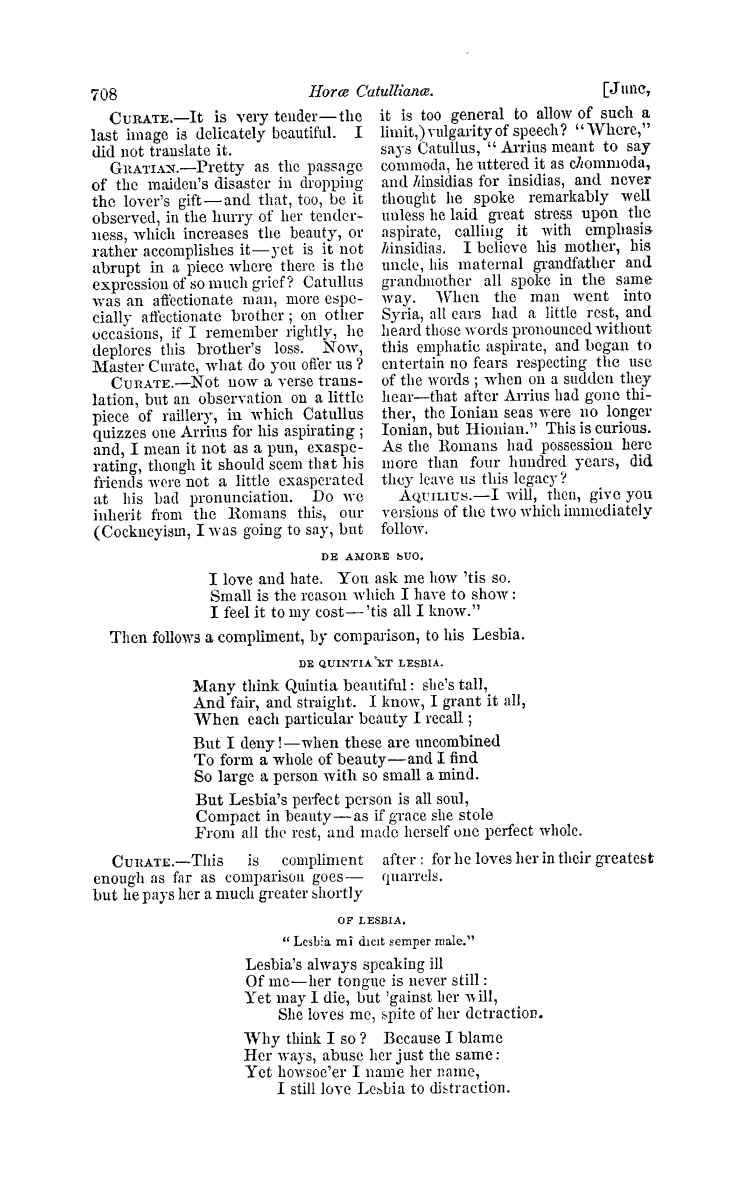 708 Horæ Catullianæ. [June,
CURATE.—It is very tender—the
last image is delicately beautiful. I
did not translate it.
GRATIAN.—Pretty as the passage
of the maiden's disaster in dropping
the lover's gift—and that, too, be it
observed, in the hurry of her tender-
ness, which increases the beauty, or
rather accomplishes it—yet is it not
abrupt in a piece where there is the
expression of so much grief? Catullus
was an affectionate man, more espe-
cially affectionate brother; on other
occasions, if I remember rightly, he
deplores this brother's loss. Now,
Master Curate, what do you offer us?
CURATE.—Not now a verse trans-
lation, but an observation on a little
piece of raillery, in which Catullus
quizzes one Arrius for his aspirating;
and, I mean it not as a pun, exaspe-
rating, though it should seem that his
friends were not a little exasperated
at his bad pronunciation. Do we
inherit from the Romans this, our
(Cockneyism, I was going to say, but
it is too general to allow of such a
limit,) vulgarity of speech? "Where,"
says Catullus, "Arrius meant to say
commoda, he uttered it as chommoda,
and hinsidias for insidias, and never
thought he spoke remarkably well
unless he laid great stress upon the
aspirate, calling it with emphasis
hinsidias. I believe his mother, his
uncle, his maternal grandfather and
grandmother all spoke in the same
way. When the man went into
Syria, all ears had a little rest, and
heard those words pronounced without
this emphatic aspirate, and began to
entertain no fears respecting the use
of the words; when on a sudden they
hear—that after Arrius had gone thi-
ther, the Ionian seas were no longer
Ionian, but Hionian." This is curious.
As the Romans had possession here
more than four hundred years, did
they leave us this legacy?
AQUILIUS.—I will, then, give you
versions of the two which immediately
follow.
DE AMORE SUO.
I love and hate. You ask me how 'tis so.
Small is the reason which I have to show:
I feel it to my cost—'tis all I know."
Then follows a compliment, by comparison, to his Lesbia.
DE QUINTIA ET LESBIA.
Many think Quintia beautiful: she's tall,
And fair, and straight. I know, I grant it all,
When each particular beauty I recall;
But I deny!—when these are uncombined
To form a whole of beauty—and I find
So large a person with so small a mind.
But Lesbia's perfect person is all soul,
Compact in beauty—as if grace she stole
From all the rest, and made herself one perfect whole.
CURATE.—This is compliment
enough as far as comparison goes—
but he pays her a much greater shortly
after: for he loves her in their greatest
quarrels.
OF LESBIA.
"Lesbia mî dicit semper male."
Lesbia's always speaking ill
Of me—her tongue is never still:
Yet may I die, but 'gainst her will,
She loves me, spite of her detraction.
Why think I so? Because I blame
Her ways, abuse her just the same:
Yet howsoe'er I name her name,
I still love Lesbia to distraction.